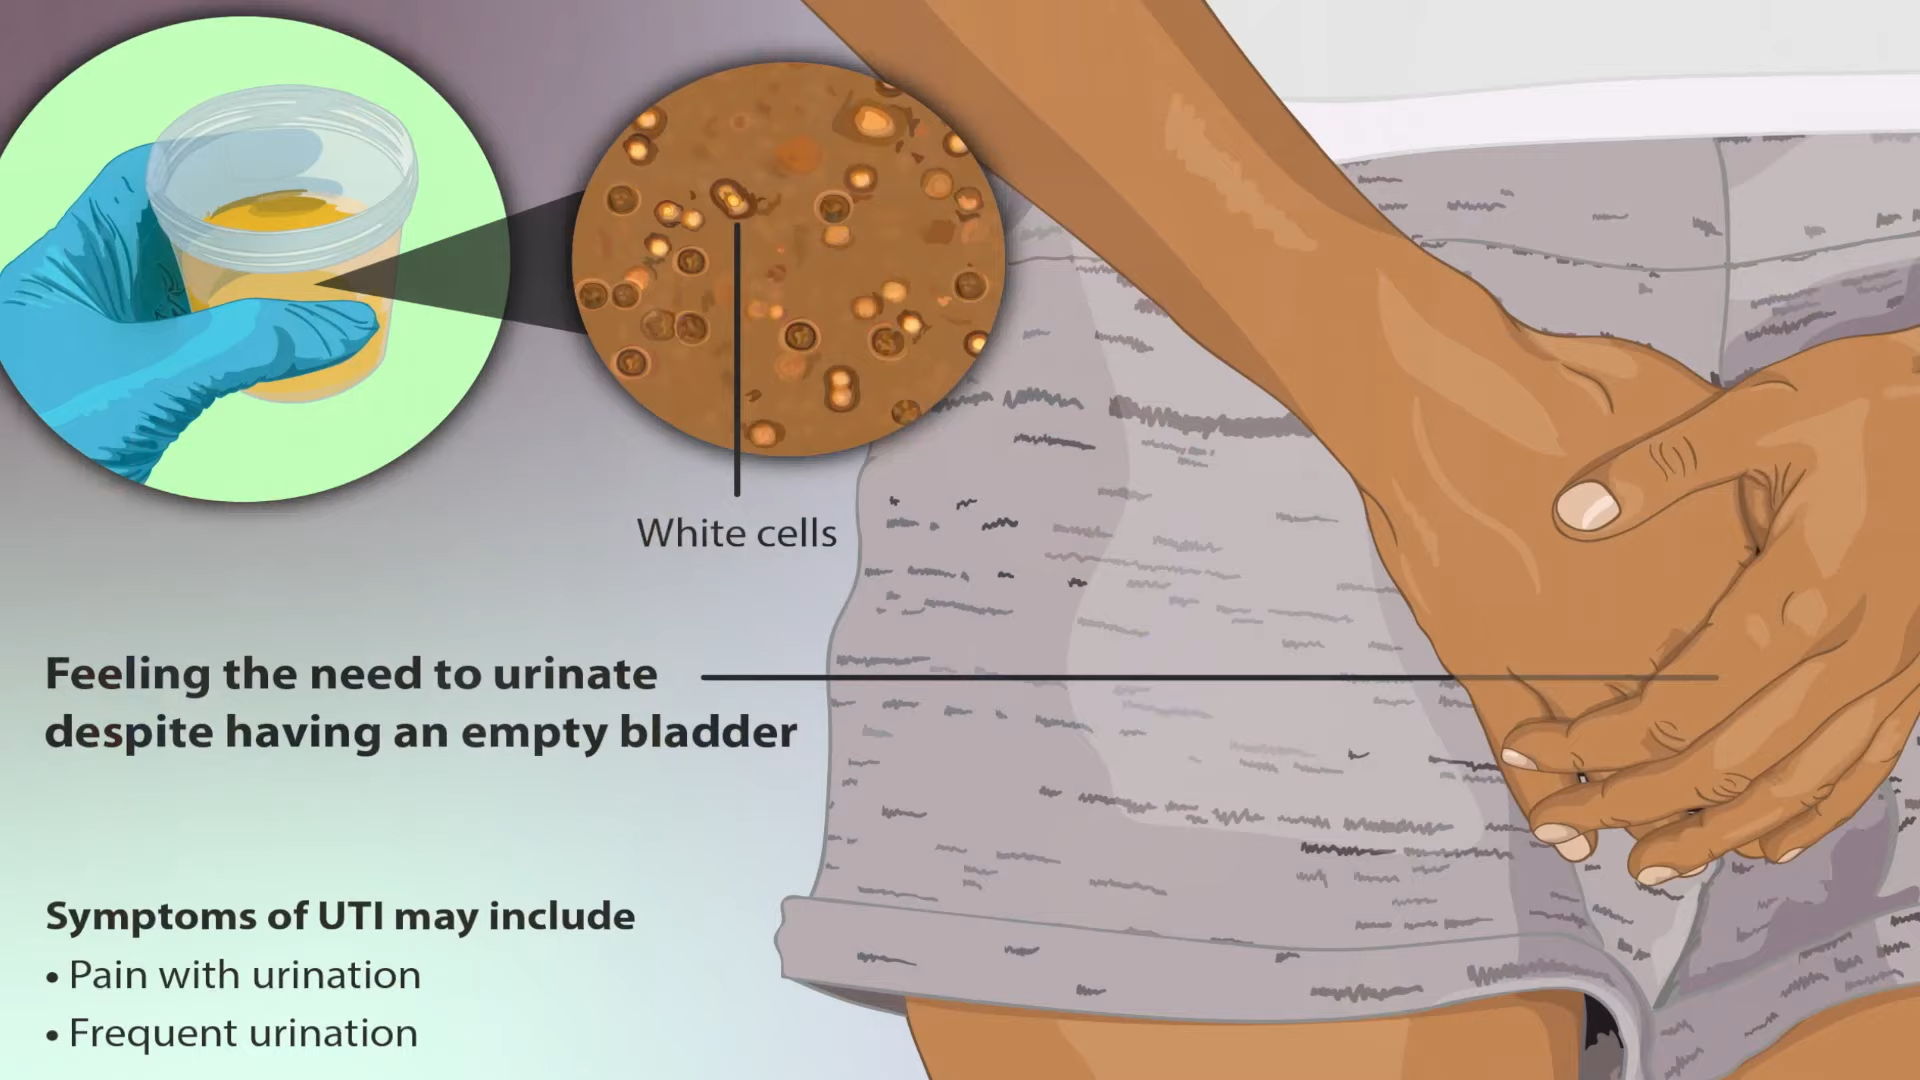 White cells
Feeling the need to urinate
despite having an empty bladder
Symptoms of UTI may include
• Pain with urination
• Frequent urination